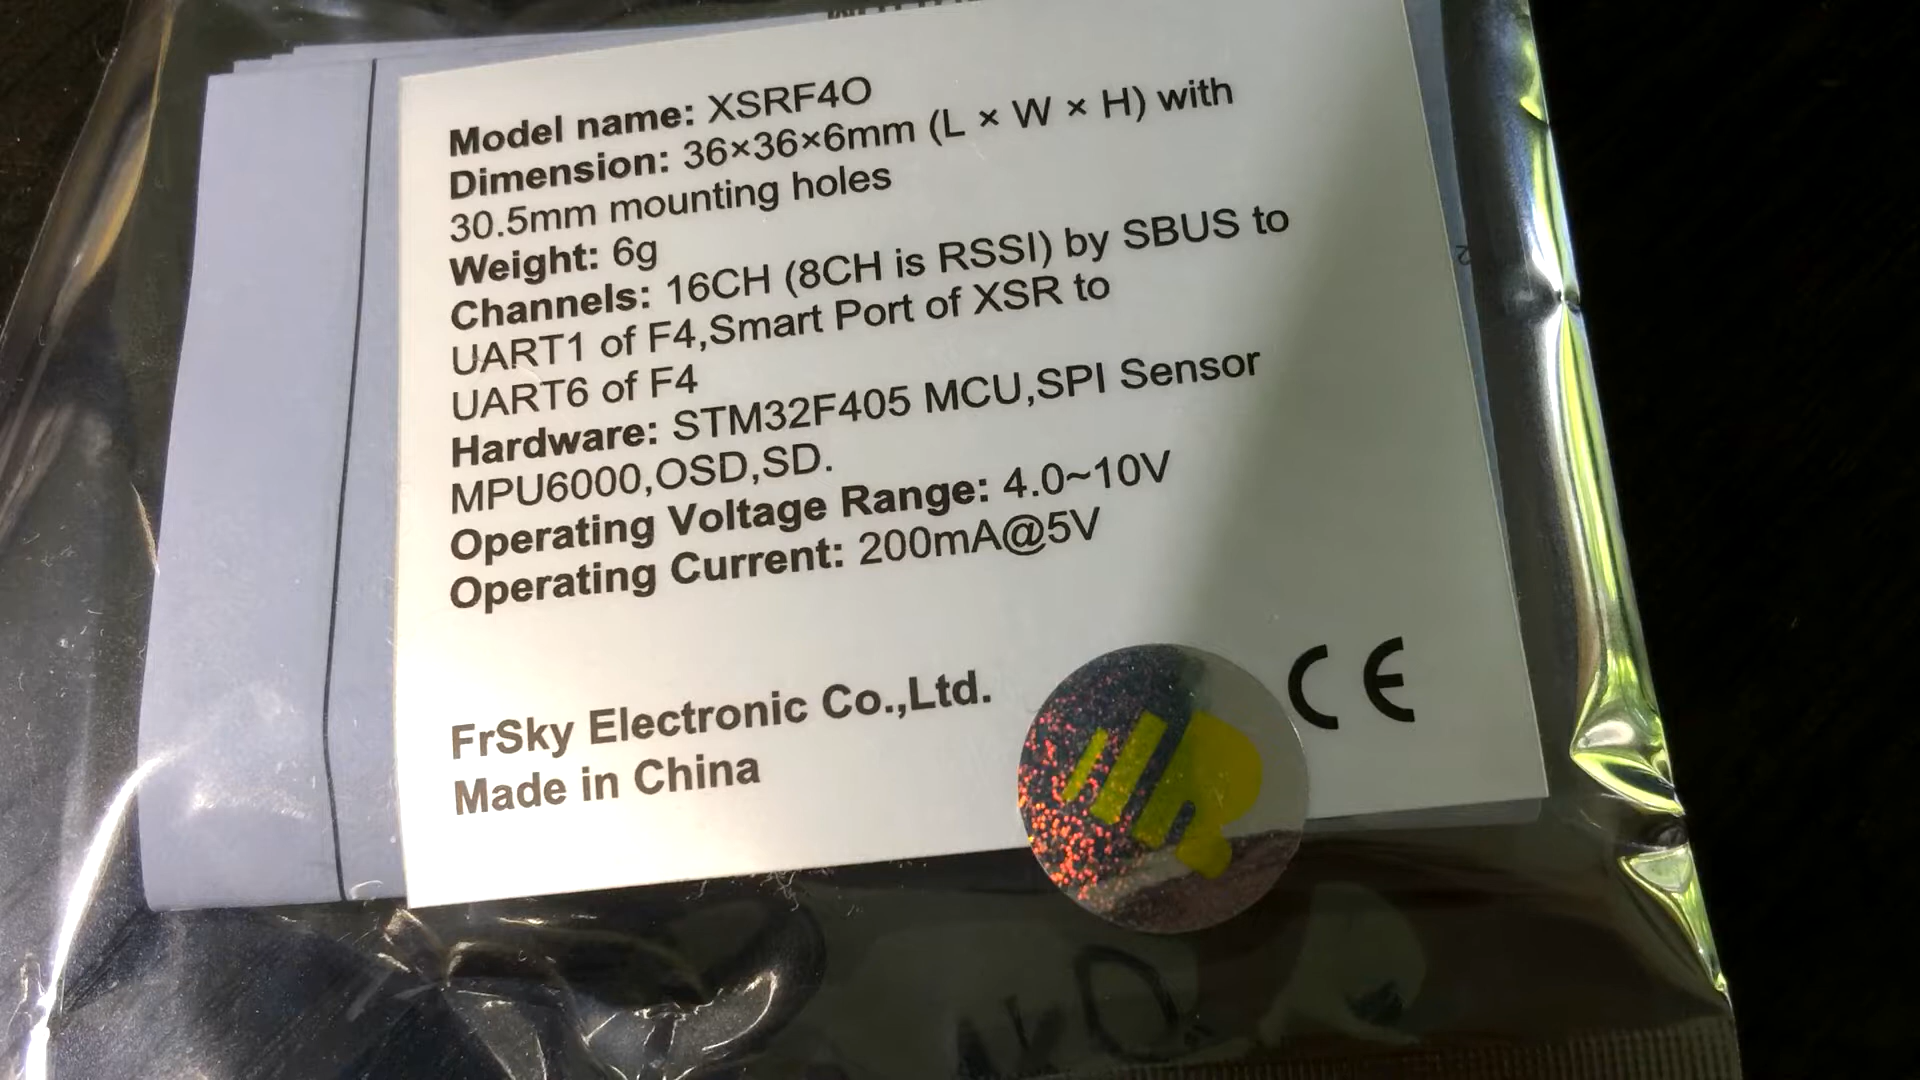 Model name: XSRF4O
Dimension: 36×36×6mm (L × W × H) with
30.5mm mounting holes
Weight: 6g
Channels: 16CH (8CH is RSSI) by SBUS to
UART1 of F4,Smart Port of XSR to
UART6 of F4
Hardware: STM32F405 MCU,SPI Sensor
MPU6000,OSD,SD.
Operating Voltage Range: 4.0~10V
Operating Current: 200mA@5V
FrSky Electronic Co.,Ltd.
Made in China
CE